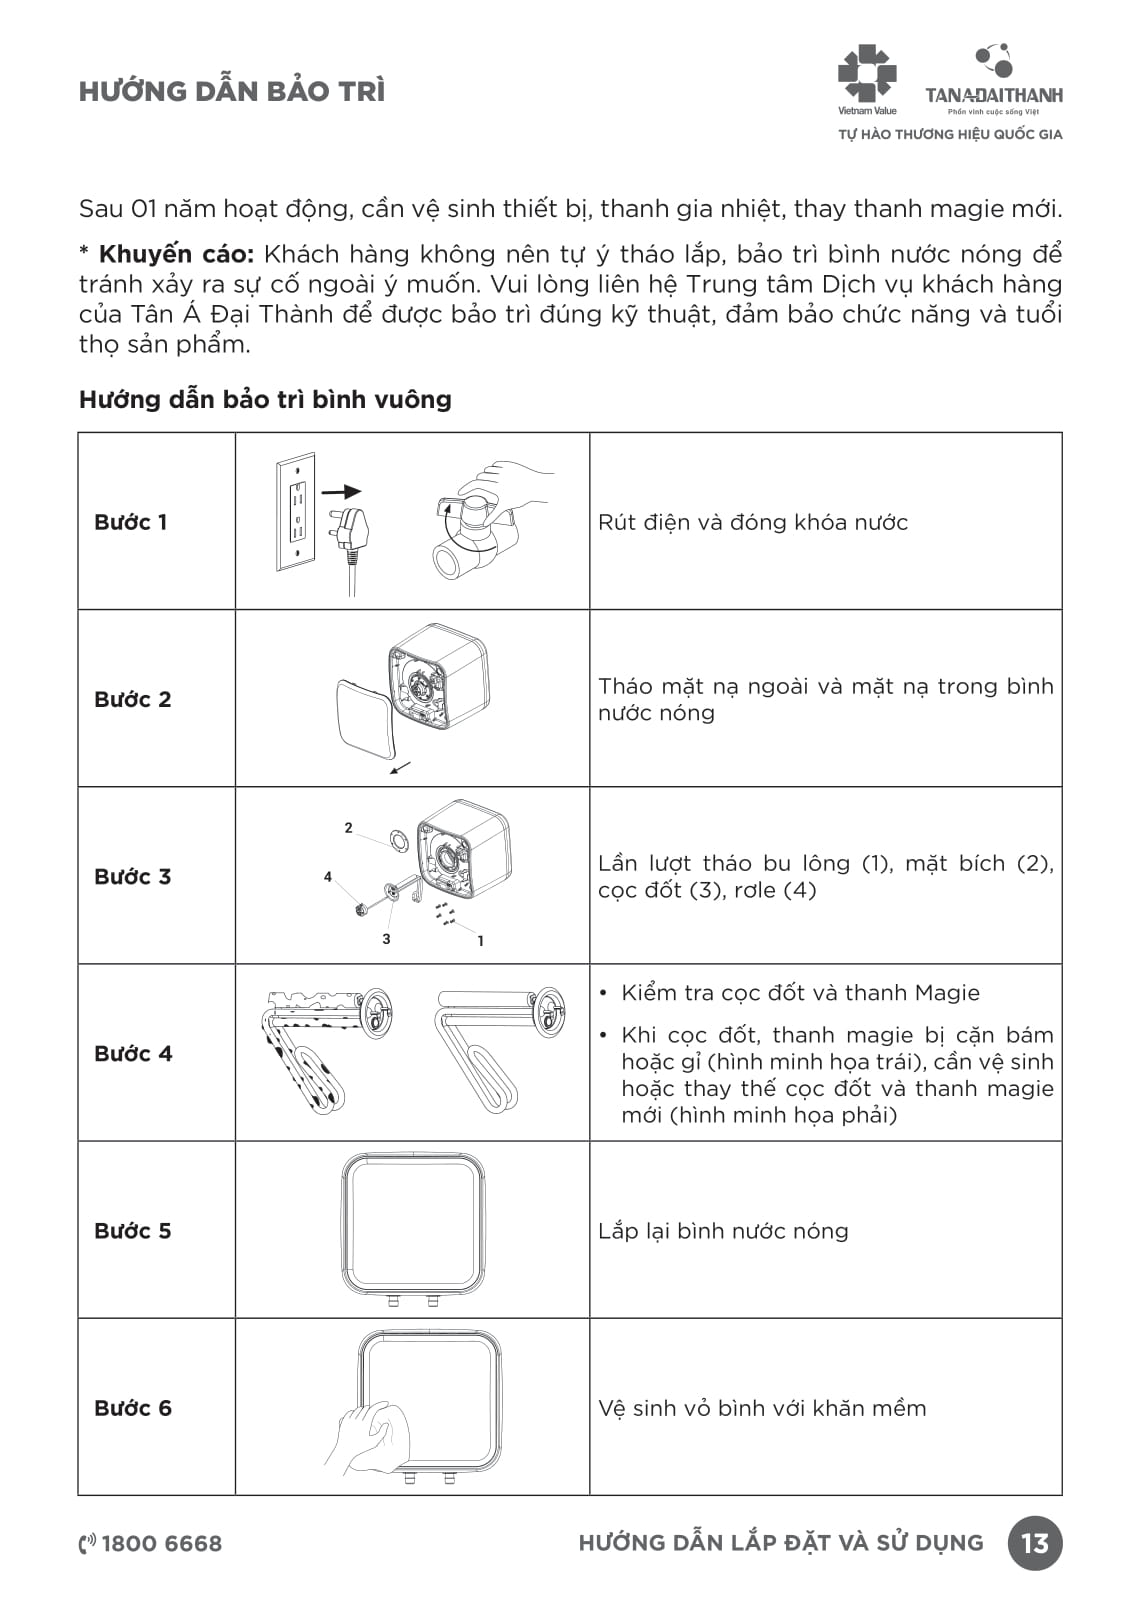 HƯỚNG DẪN BẢO TRÌ
Vietnam Value
TANADAITHANH
Phồn vinh cuộc sống Việt
TỰ HÀO THƯƠNG HIỆU QUỐC GIA
Sau 01 năm hoạt động, cần vệ sinh thiết bị, thanh gia nhiệt, thay thanh magie mới.
* Khuyến cáo: Khách hàng không nên tự ý tháo lắp, bảo trì bình nước nóng để
tránh xảy ra sự cố ngoài ý muốn. Vui lòng liên hệ Trung tâm Dịch vụ khách hàng
của Tân Á Đại Thành để được bảo trì đúng kỹ thuật, đảm bảo chức năng và tuổi
thọ sản phẩm.
Hướng dẫn bảo trì bình vuông
Bước 1
Rút điện và đóng khóa nước
Bước 2
Tháo mặt nạ ngoài và mặt nạ trong bình
nước nóng
Bước 3
2
4
3
1
Lần lượt tháo bu lông (1), mặt bích (2),
cọc đốt (3), rơle (4)
Bước 4
• Kiểm tra cọc đốt và thanh Magie
• Khi cọc đốt, thanh magie bị cặn bám
hoặc gỉ (hình minh họa trái), cần vệ sinh
hoặc thay thế cọc đốt và thanh magie
mới (hình minh họa phải)
Bước 5
Lắp lại bình nước nóng
Bước 6
Vệ sinh vỏ bình với khăn mềm
1800 6668
HƯỚNG DẪN LẮP ĐẶT VÀ SỬ DỤNG
13